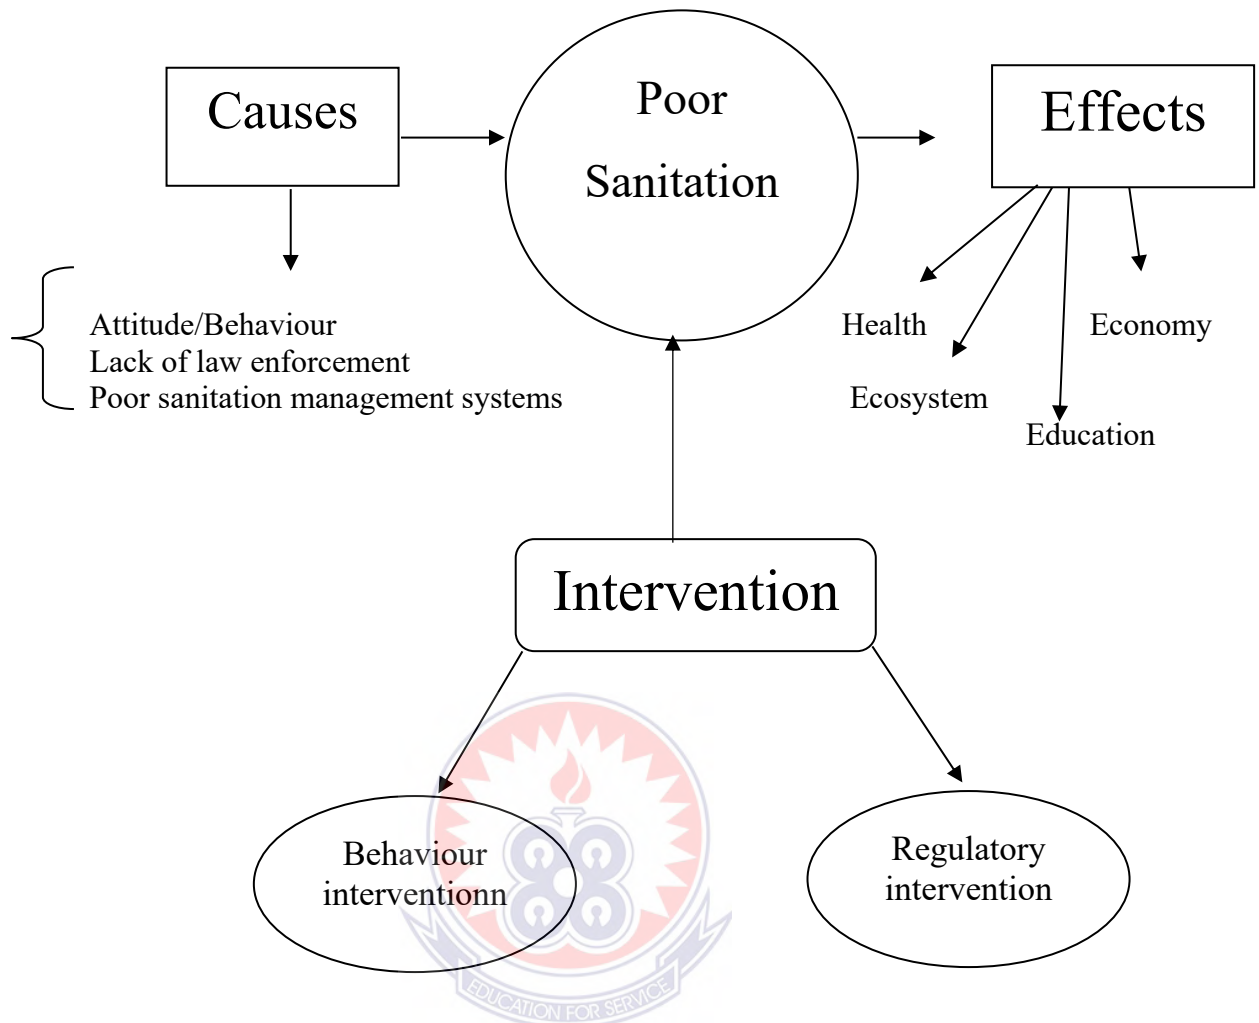 Causes
Poor
Sanitation
Effects
Attitude/Behaviour
Lack of law enforcement
Poor sanitation management systems
Health
Economy
Ecosystem
Education
Intervention
Behaviour
interventionn
Regulatory
intervention
EDUCATION FOR SERVICE